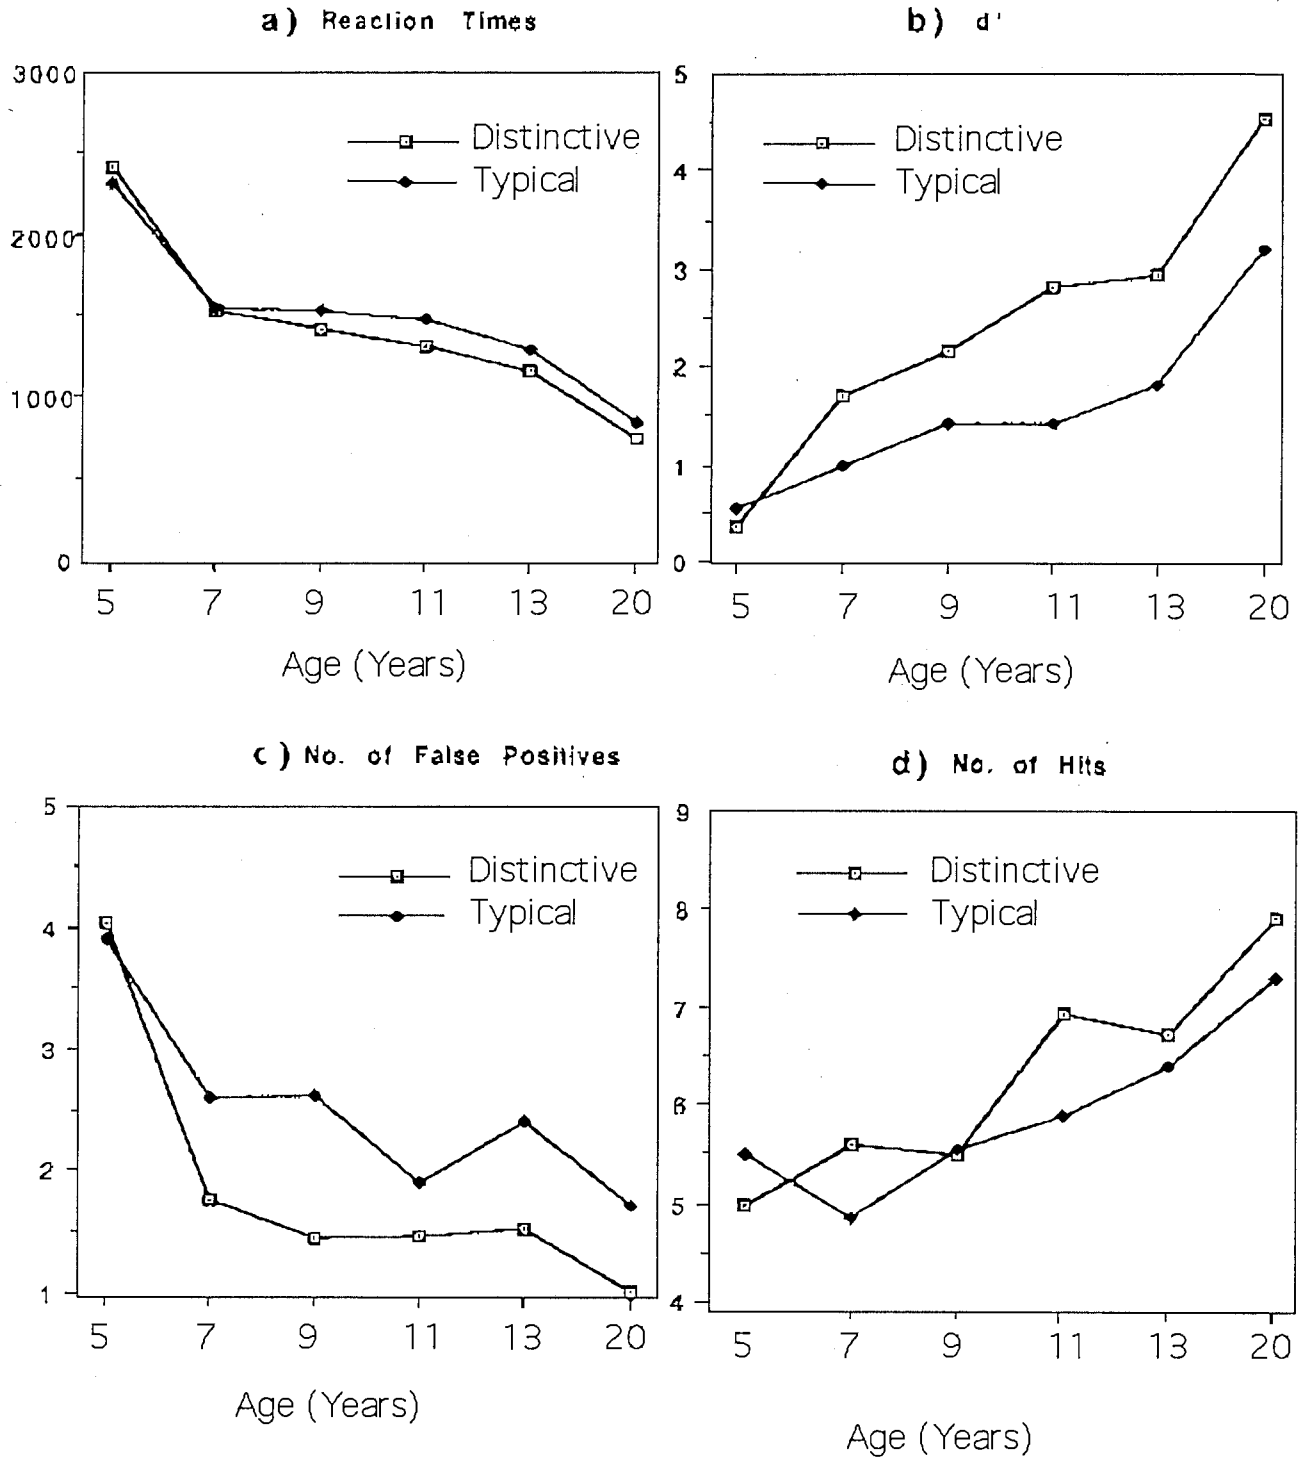 a) Reaction Times
3000
2000
1000
0
Distinctive
Typical
5 7 9 11 13 20
Age (Years)
b) d'
5
4
3
2
1
0
Distinctive
Typical
5 7 9 11 13 20
Age (Years)
c) No. of False Positives
5
4
3
2
1
Distinctive
Typical
5 7 9 11 13 20
Age (Years)
d) No. of Hits
9
8
7
6
5
4
Distinctive
Typical
5 7 9 11 13 20
Age (Years)